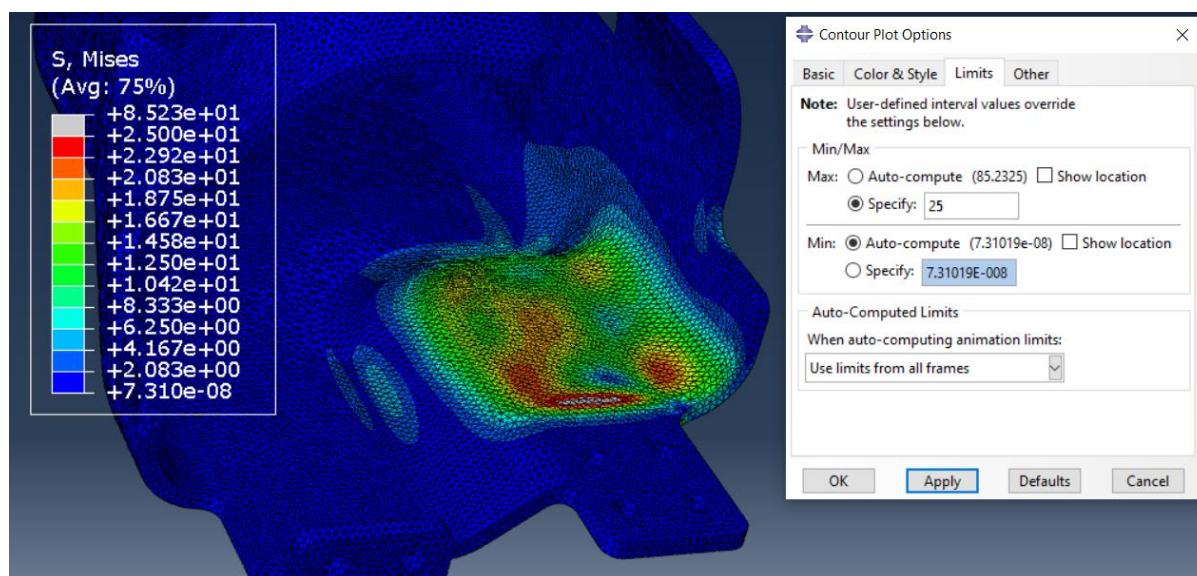 S, Mises
(Avg: 75%)
+8.523e+01
+2.500e+01
+2.292e+01
+2.083e+01
+1.875e+01
+1.667e+01
+1.458e+01
+1.250e+01
+1.042e+01
+8.333e+00
+6.250e+00
+4.167e+00
+2.083e+00
+7.310e-08
Contour Plot Options
Basic Color & Style Limits Other
Note: User-defined interval values override
the settings below.
Min/Max
Max: Auto-compute (85.2325) Show location
Specify: 25
Min: Auto-compute (7.31019e-08) Show location
Specify: 7.31019E-008
Auto-Computed Limits
When auto-computing animation limits:
Use limits from all frames
OK Apply Defaults Cancel